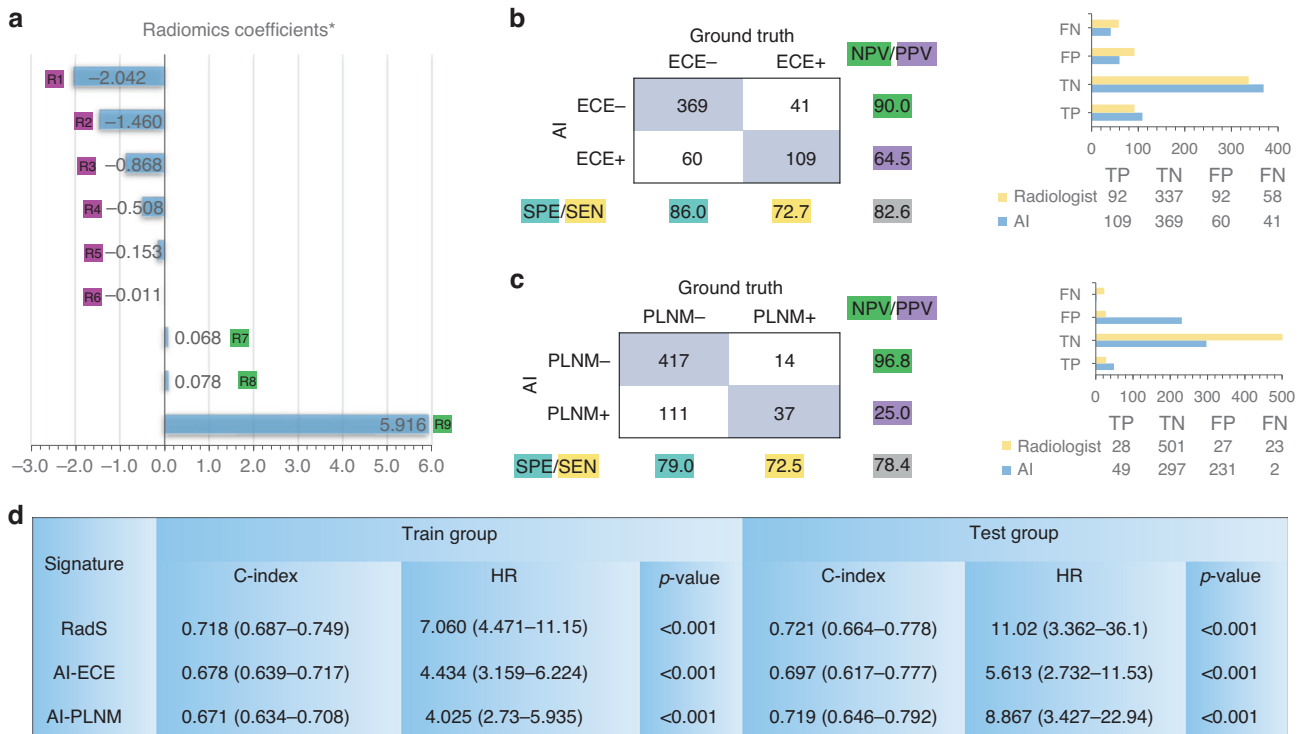 a
Radiomics coefficients*
R1 −2.042
R2 −1.460
R3 −0.868
R4 −0.508
R5 −0.153
R6 −0.011
0.068 R7
0.078 R8
5.916 R9
−3.0 −2.0 −1.0 0.0 1.0 2.0 3.0 4.0 5.0 6.0
b
Ground truth
ECE− ECE+ NPV/PPV
AI
ECE− 369 41 90.0
ECE+ 60 109 64.5
SPE/SEN 86.0 72.7 82.6
FN
FP
TN
TP
0 100 200 300 400
TP TN FP FN
Radiologist 92 337 92 58
AI 109 369 60 41
c
Ground truth
PLNM− PLNM+ NPV/PPV
AI
PLNM− 417 14 96.8
PLNM+ 111 37 25.0
SPE/SEN 79.0 72.5 78.4
FN
FP
TN
TP
0 100 200 300 400 500
TP TN FP FN
Radiologist 28 501 27 23
AI 49 297 231 2
d
Train group Test group
Signature C-index HR p-value C-index HR p-value
RadS 0.718 (0.687–0.749) 7.060 (4.471–11.15) <0.001 0.721 (0.664–0.778) 11.02 (3.362–36.1) <0.001
AI-ECE 0.678 (0.639–0.717) 4.434 (3.159–6.224) <0.001 0.697 (0.617–0.777) 5.613 (2.732–11.53) <0.001
AI-PLNM 0.671 (0.634–0.708) 4.025 (2.73–5.935) <0.001 0.719 (0.646–0.792) 8.867 (3.427–22.94) <0.001